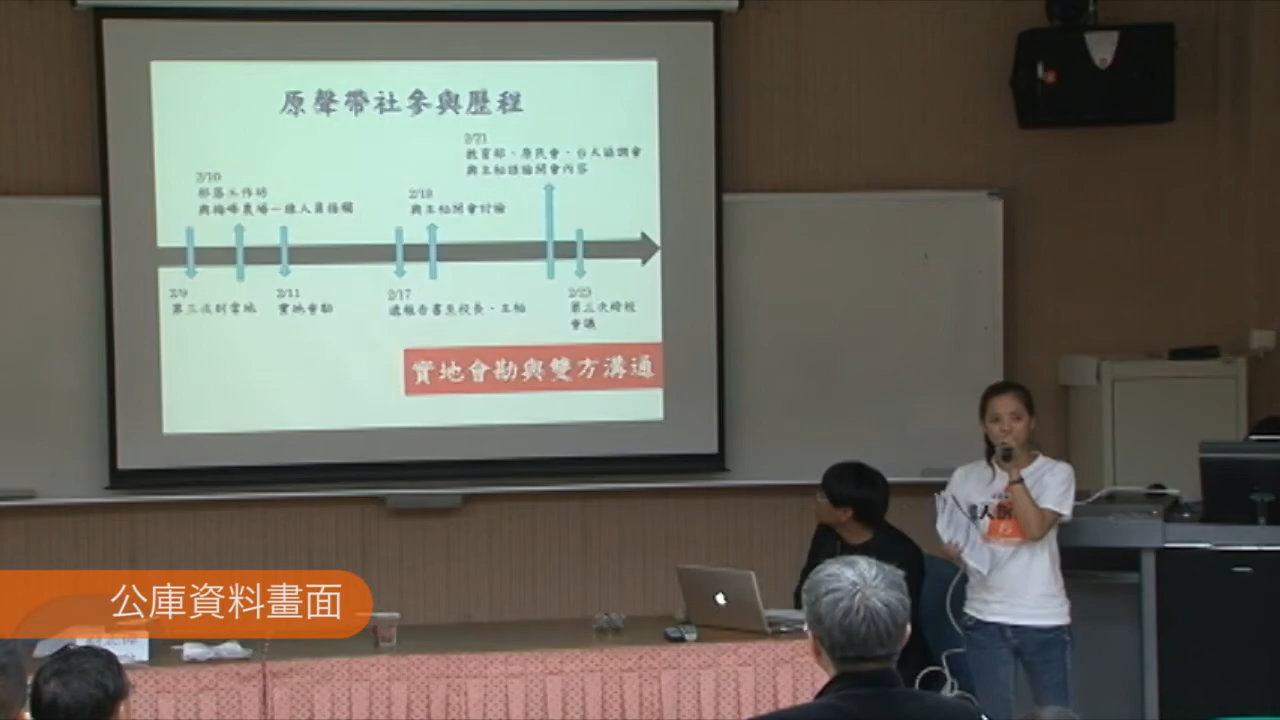 原聲帶社參與歷程
2/21
教育部、原民會、台大協調會
與主秘談論開會內容
2/10
部落工作坊
與梅峰農場一線人員接觸
2/18
與主秘開會討論
2/9
第三次到當地
2/11
實地會勘
2/17
遞報告書至校長、主秘
2/23
第三次跨校
會議
實地會勘與雙方溝通
公庫資料畫面